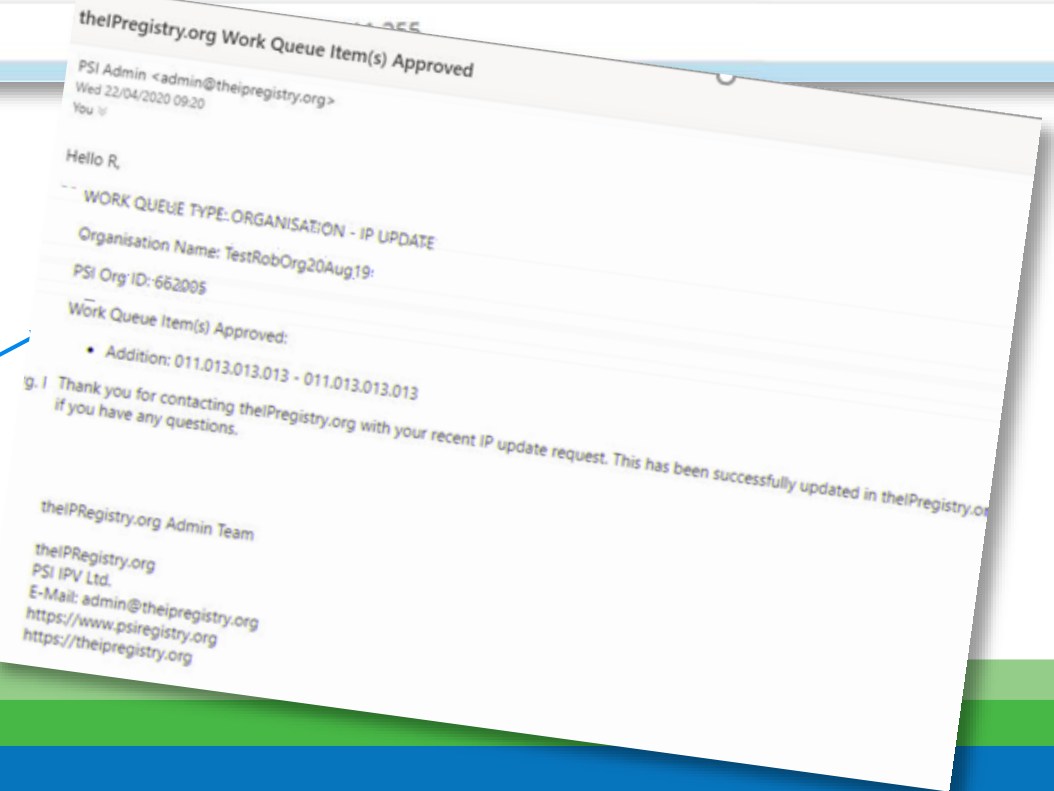 theIPregistry.org Work Queue Item(s) Approved
PSI Admin <admin@theipregistry.org>
Wed 22/04/2020 09:20
You
Hello R,
WORK QUEUE TYPE: ORGANISATION - IP UPDATE
Organisation Name: TestRobOrg20Aug19
PSI Org ID: 662005
Work Queue Item(s) Approved:
• Addition: 011.013.013.013 - 011.013.013.013
Thank you for contacting theIPregistry.org with your recent IP update request. This has been successfully updated in theIPregistry.or
if you have any questions.
theIPRegistry.org Admin Team
theIPRegistry.org
PSI IPV Ltd.
E-Mail: admin@theipregistry.org
https://www.psiregistry.org
https://theipregistry.org